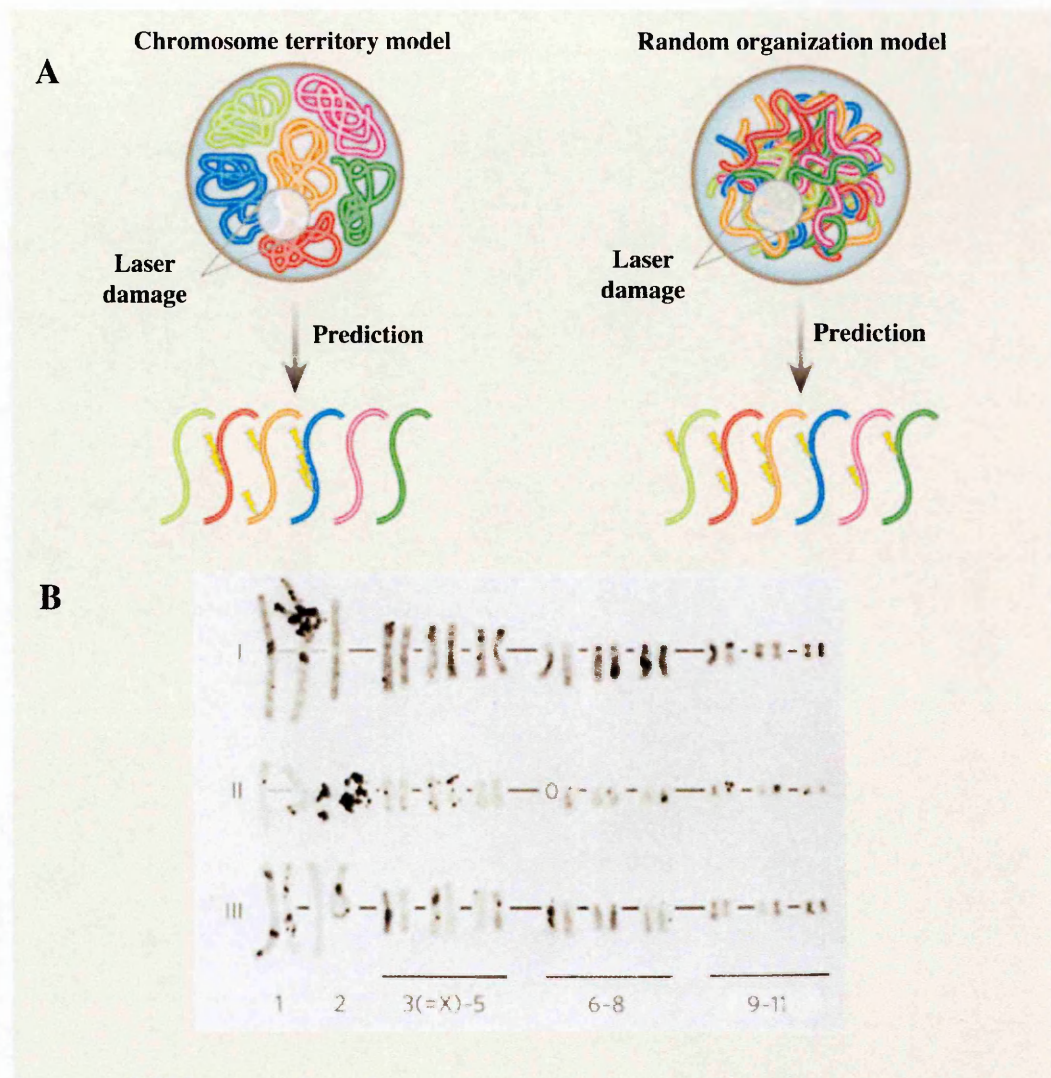 Chromosome territory model
Random organization model
A
Laser
damage
Laser
damage
Prediction
Prediction
B
I
II
O
III
1 2 3(=X)-5 6-8 9-11